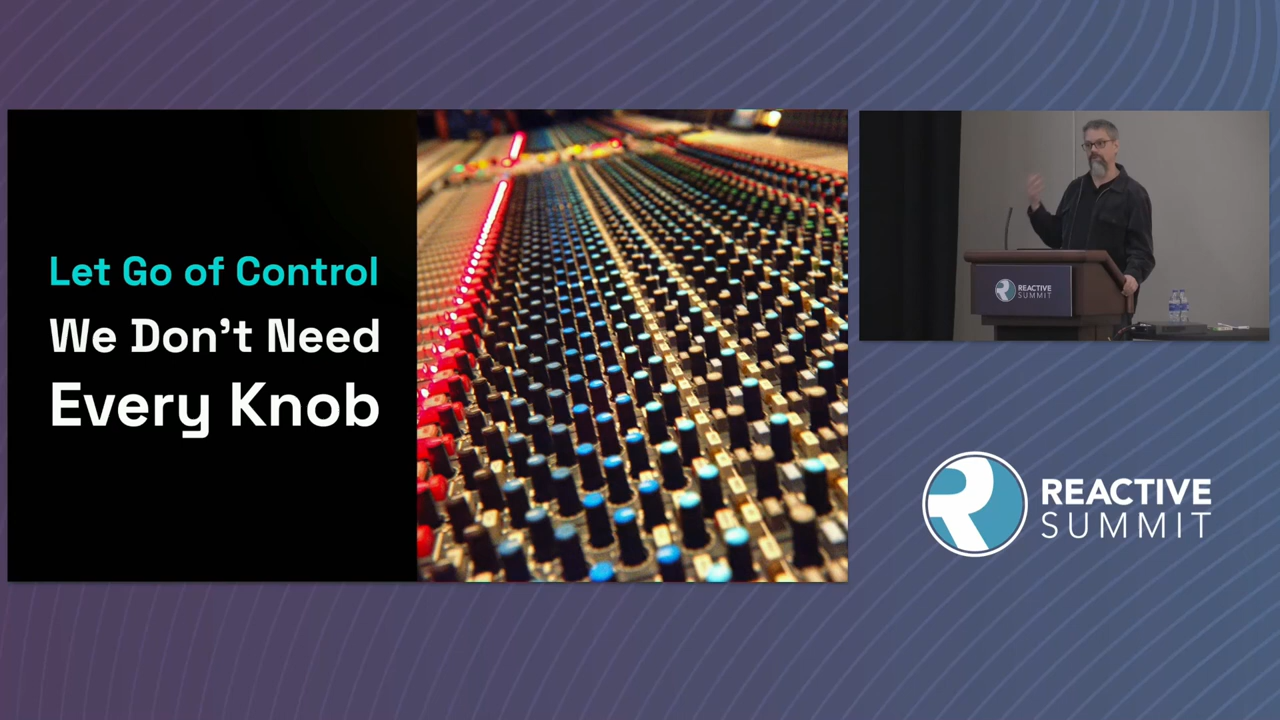 Let Go of Control
We Don't Need
Every Knob
REACTIVE
SUMMIT
REACTIVE
SUMMIT